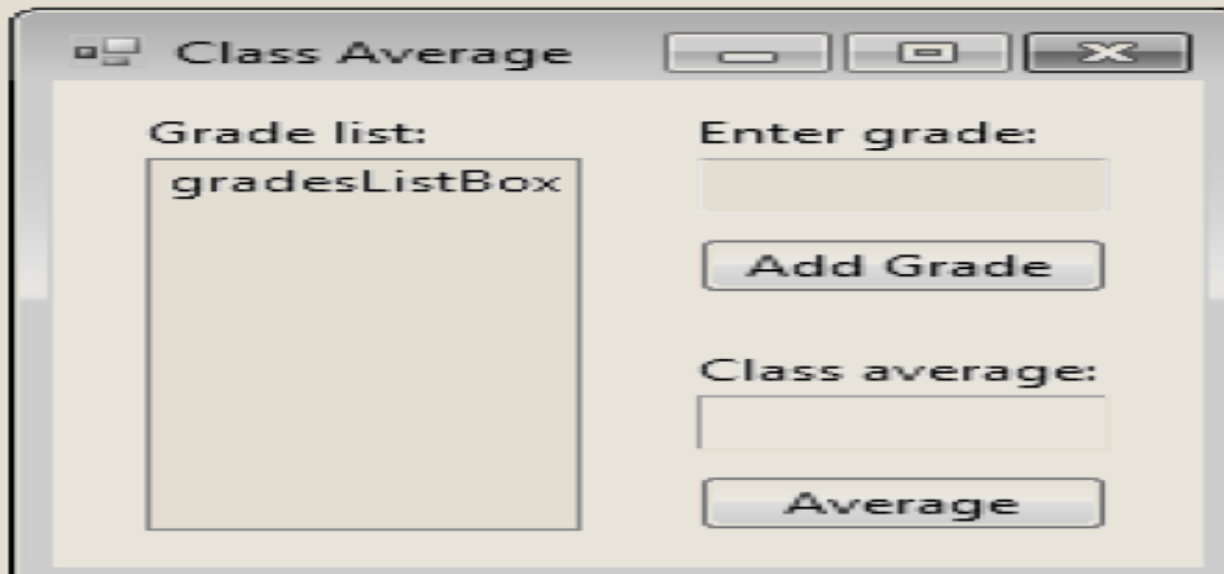 Class Average
Grade list:
gradesListBox
Enter grade:
Add Grade
Class average:
Average